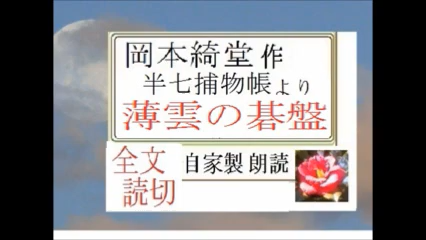 岡本綺堂 作
半七捕物帳より
薄雲の碁盤
全文 自家製 朗読
読切